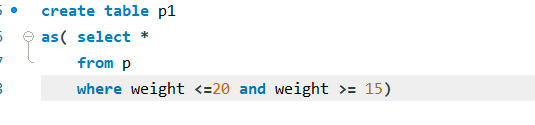 create table p1
as( select *
from p
where weight <=20 and weight >= 15)